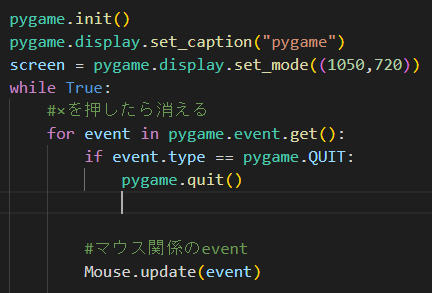 pygame.init()
pygame.display.set_caption("pygame")
screen = pygame.display.set_mode((1050,720))
while True:
    #×を押したら消える
    for event in pygame.event.get():
        if event.type == pygame.QUIT:
            pygame.quit()
        #マウス関係のevent
        Mouse.update(event)